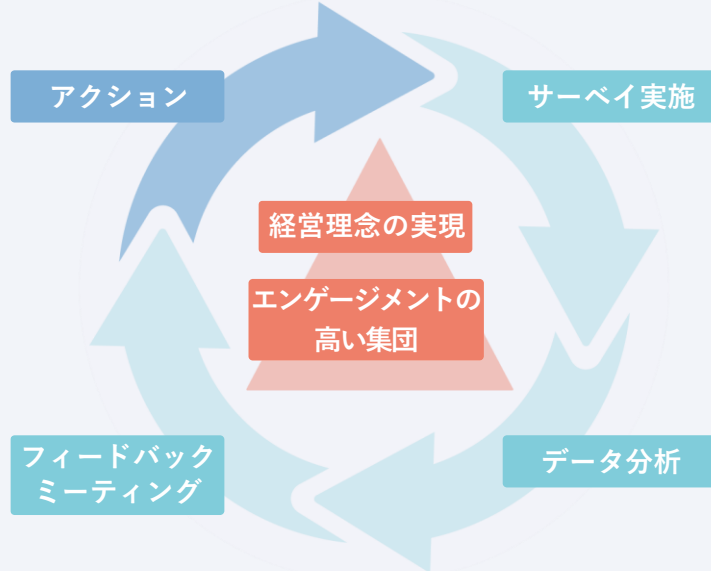 アクション
サーベイ実施
経営理念の実現
エンゲージメントの
高い集団
フィードバック
ミーティング
データ分析